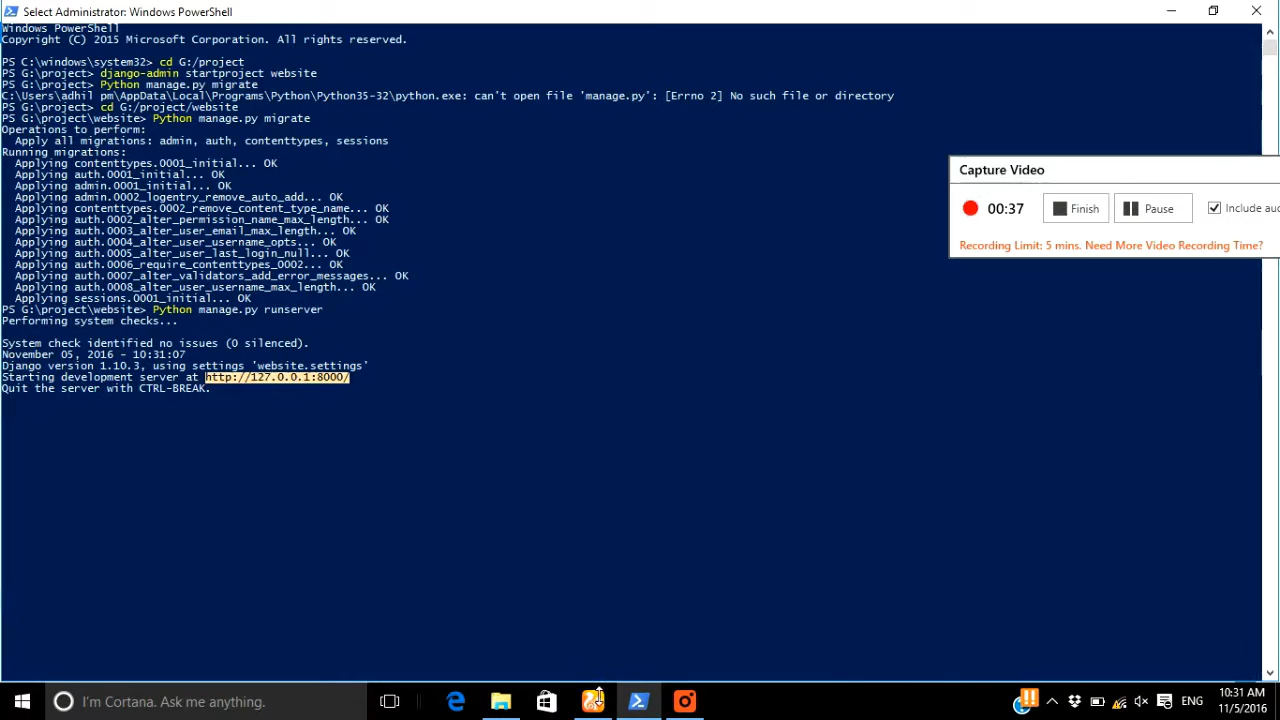 Select Administrator: Windows PowerShell
Windows PowerShell
Copyright (C) 2015 Microsoft Corporation. All rights reserved.
PS C:\windows\system32> cd G:/project
PS G:\project> django-admin startproject website
PS G:\project> Python manage.py migrate
C:\Users\adhil pm\AppData\Local\Programs\Python\Python35-32\python.exe: can't open file 'manage.py': [Errno 2] No such file or directory
PS G:\project> cd G:/project/website
PS G:\project\website> Python manage.py migrate
Operations to perform:
Apply all migrations: admin, auth, contenttypes, sessions
Running migrations:
Applying contenttypes.0001_initial... OK
Applying auth.0001_initial... OK
Applying admin.0001_initial... OK
Applying admin.0002_logentry_remove_auto_add... OK
Applying contenttypes.0002_remove_content_type_name... OK
Applying auth.0002_alter_permission_name_max_length... OK
Applying auth.0003_alter_user_email_max_length... OK
Applying auth.0004_alter_user_username_opts... OK
Applying auth.0005_alter_user_last_login_null... OK
Applying auth.0006_require_contenttypes_0002... OK
Applying auth.0007_alter_validators_add_error_messages... OK
Applying auth.0008_alter_user_username_max_length... OK
Applying sessions.0001_initial... OK
PS G:\project\website> Python manage.py runserver
Performing system checks...
System check identified no issues (0 silenced).
November 05, 2016 - 10:31:07
Django version 1.10.3, using settings 'website.settings'
Starting development server at http://127.0.0.1:8000/
Quit the server with CTRL-BREAK.
Capture Video
00:37 Finish Pause Include aud
Recording Limit: 5 mins. Need More Video Recording Time?
I'm Cortana. Ask me anything.
ENG
10:31 AM
11/5/2016